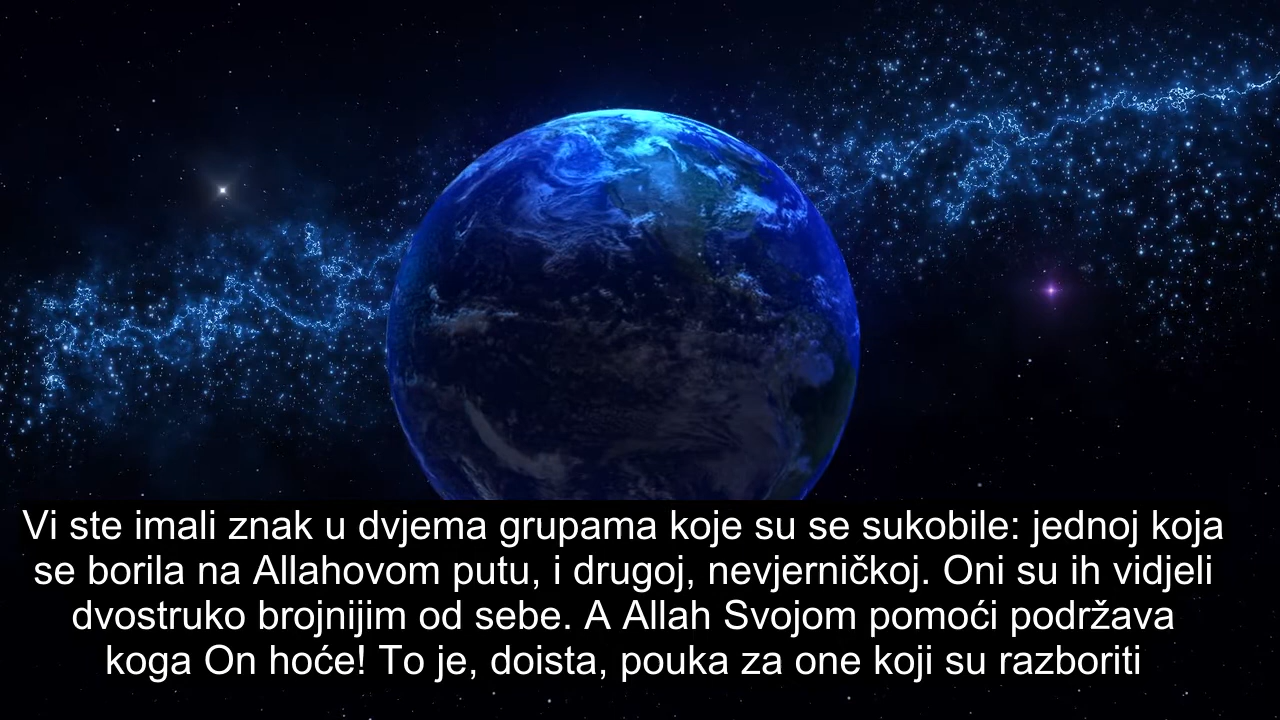 Vi ste imali znak u dvjema grupama koje su se sukobile: jednoj koja
se borila na Allahovom putu, i drugoj, nevjerničkoj. Oni su ih vidjeli
dvostruko brojnijim od sebe. A Allah Svojom pomoći podržava
koga On hoće! To je, doista, pouka za one koji su razboriti